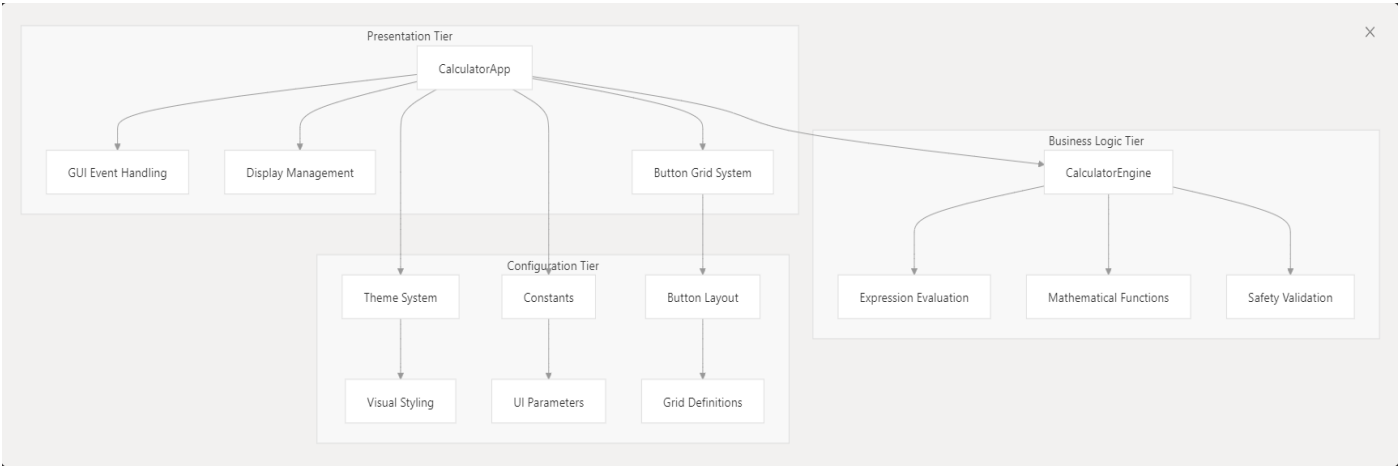 Presentation Tier
CalculatorApp
GUI Event Handling
Display Management
Button Grid System
Business Logic Tier
CalculatorEngine
Expression Evaluation
Mathematical Functions
Safety Validation
Configuration Tier
Theme System
Constants
Button Layout
Visual Styling
UI Parameters
Grid Definitions